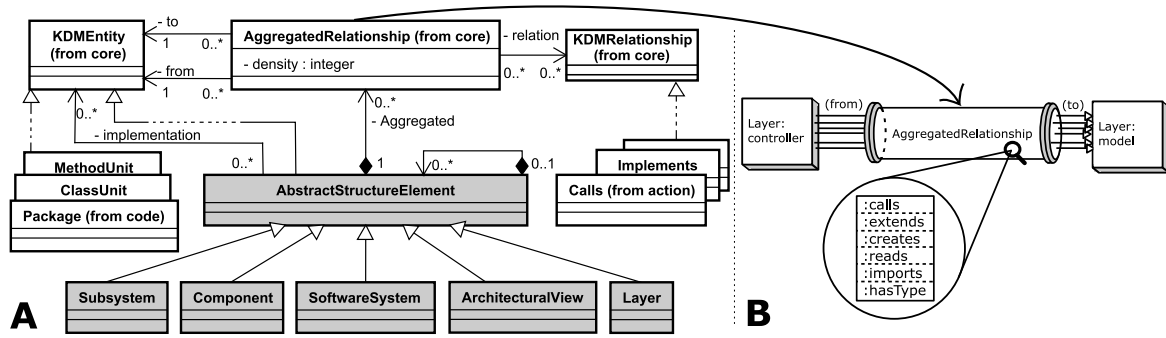 KDMEntity
(from core)
- to
1
0..*
- from
1
0..*
AggregatedRelationship (from core)
- density : integer
- relation
0..*
0..*
KDMRelationship
(from core)
0..*
- implementation
0..*
0..*
- Aggregated
1
0..*
0..1
MethodUnit
ClassUnit
Package (from code)
AbstractStructureElement
Implements
Calls (from action)
Subsystem
Component
SoftwareSystem
ArchitecturalView
Layer
A
Layer:
controller
(from)
AggregatedRelationship
(to)
Layer:
model
:calls
:extends
:creates
:reads
:imports
:hasType
B